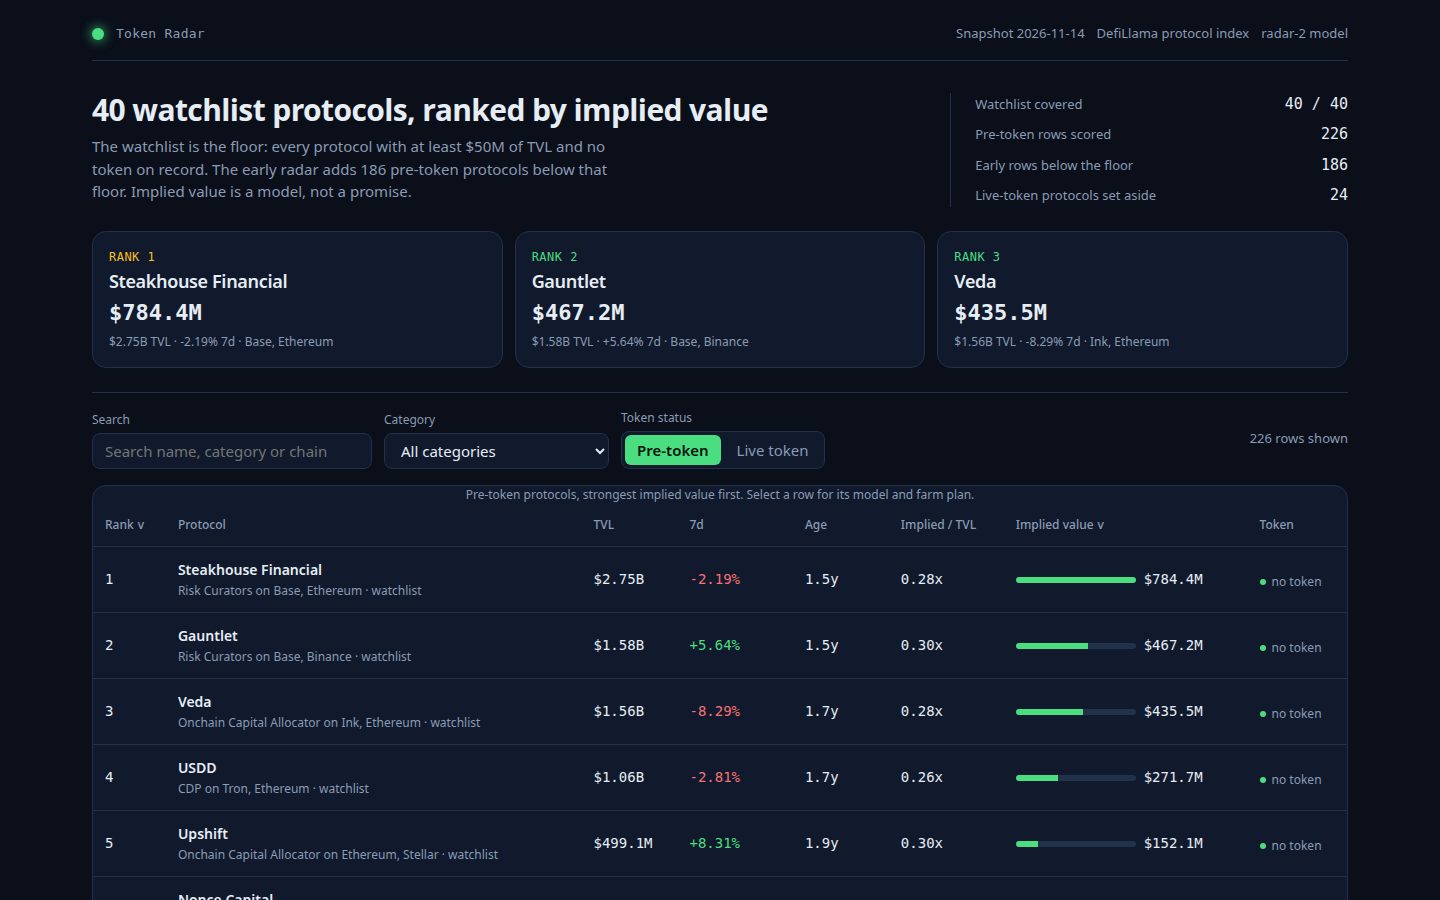 Token Radar
Snapshot 2026-11-14 DefiLlama protocol index radar-2 model
40 watchlist protocols, ranked by implied value
The watchlist is the floor: every protocol with at least $50M of TVL and no
token on record. The early radar adds 186 pre-token protocols below that
floor. Implied value is a model, not a promise.
Watchlist covered 40 / 40
Pre-token rows scored 226
Early rows below the floor 186
Live-token protocols set aside 24
RANK 1
Steakhouse Financial
$784.4M
$2.75B TVL · -2.19% 7d · Base, Ethereum
RANK 2
Gauntlet
$467.2M
$1.58B TVL · +5.64% 7d · Base, Binance
RANK 3
Veda
$435.5M
$1.56B TVL · -8.29% 7d · Ink, Ethereum
Search
Search name, category or chain
Category
All categories
Token status
Pre-token Live token
226 rows shown
Pre-token protocols, strongest implied value first. Select a row for its model and farm plan.
Rank v Protocol TVL 7d Age Implied / TVL Implied value v Token
1 Steakhouse Financial $2.75B -2.19% 1.5y 0.28x $784.4M no token
Risk Curators on Base, Ethereum · watchlist
2 Gauntlet $1.58B +5.64% 1.5y 0.30x $467.2M no token
Risk Curators on Base, Binance · watchlist
3 Veda $1.56B -8.29% 1.7y 0.28x $435.5M no token
Onchain Capital Allocator on Ink, Ethereum · watchlist
4 USDD $1.06B -2.81% 1.7y 0.26x $271.7M no token
CDP on Tron, Ethereum · watchlist
5 Upshift $499.1M +8.31% 1.9y 0.30x $152.1M no token
Onchain Capital Allocator on Ethereum, Stellar · watchlist
Nonce Capital